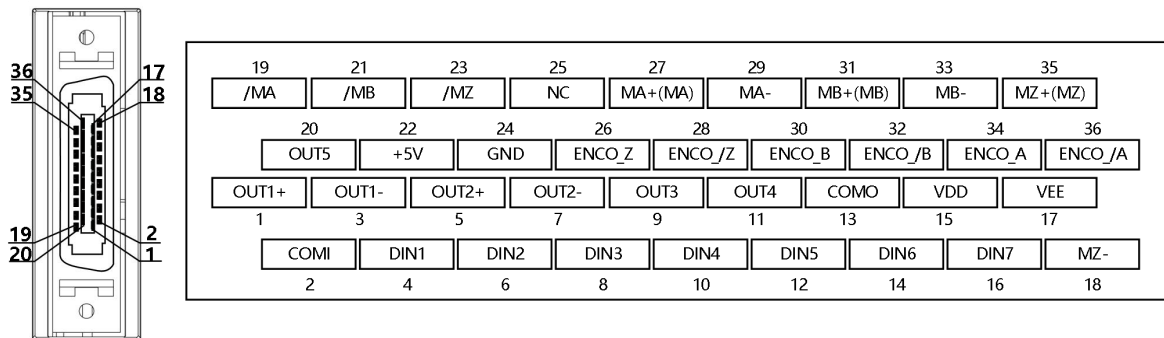 36 17
35 18
19 2
20 1
19 21 23 25 27 29 31 33 35
/MA /MB /MZ NC MA+(MA) MA- MB+(MB) MB- MZ+(MZ)
20 22 24 26 28 30 32 34 36
OUT5 +5V GND ENCO_Z ENCO_/Z ENCO_B ENCO_/B ENCO_A ENCO_/A
OUT1+ OUT1- OUT2+ OUT2- OUT3 OUT4 COMO VDD VEE
1 3 5 7 9 11 13 15 17
COMI DIN1 DIN2 DIN3 DIN4 DIN5 DIN6 DIN7 MZ-
2 4 6 8 10 12 14 16 18